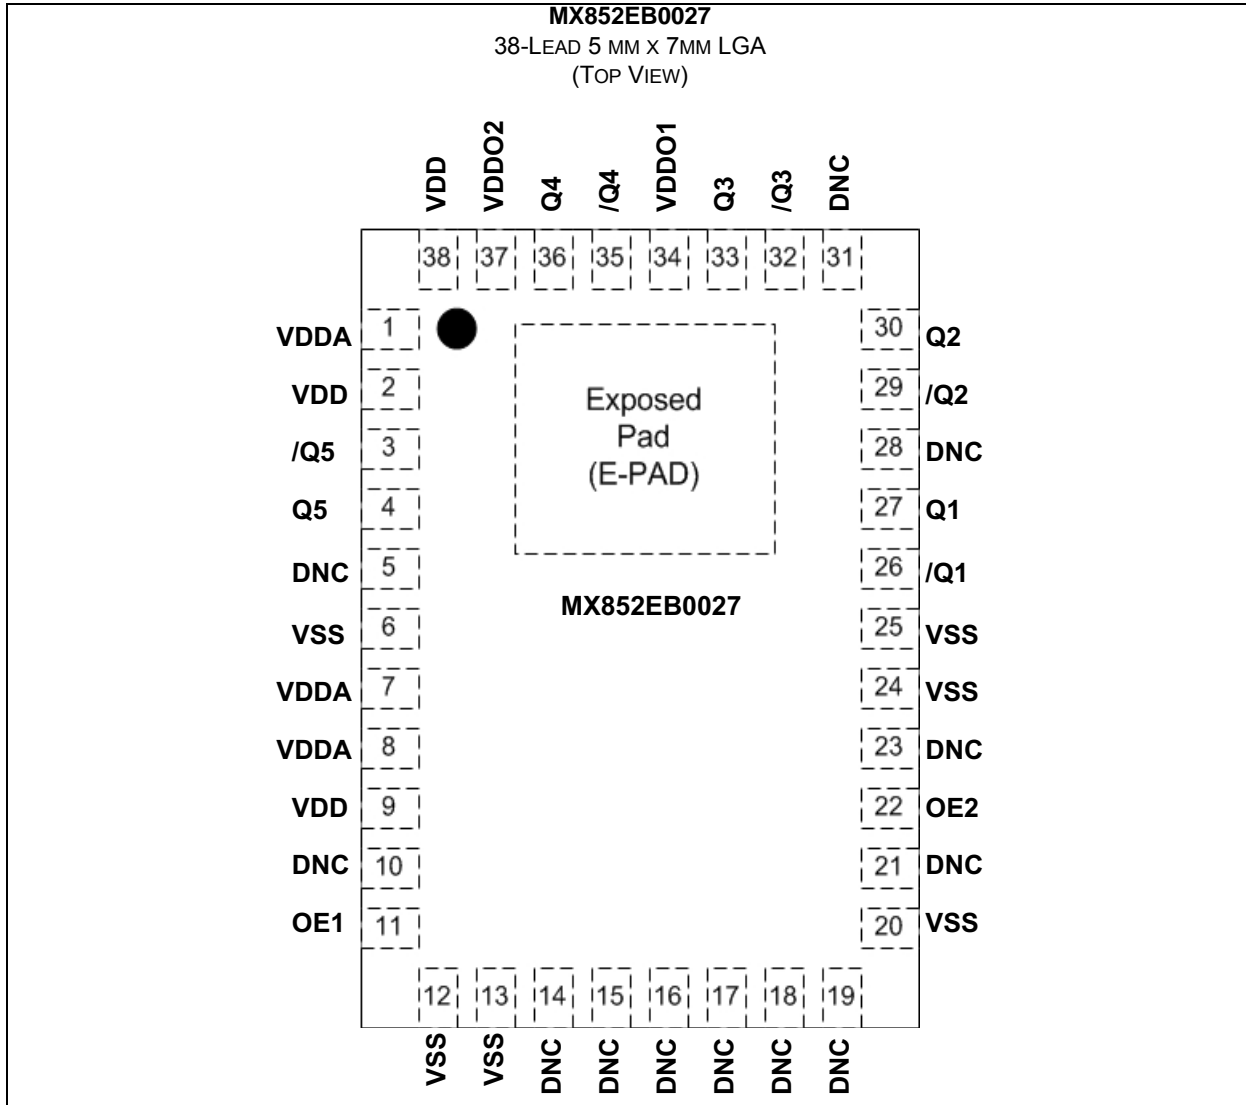 MX852EB0027
38-LEAD 5 MM X 7MM LGA
(TOP VIEW)
VDD VDDO2 Q4 /Q4 VDDO1 Q3 /Q3 DNC
38 37 36 35 34 33 32 31
VDDA 1 30 Q2
VDD 2 29 /Q2
/Q5 3 28 DNC
Q5 4 27 Q1
DNC 5 26 /Q1
VSS 6 25 VSS
VDDA 7 24 VSS
VDDA 8 23 DNC
VDD 9 22 OE2
DNC 10 21 DNC
OE1 11 20 VSS
Exposed
Pad
(E-PAD)
MX852EB0027
12 13 14 15 16 17 18 19
VSS VSS DNC DNC DNC DNC DNC DNC